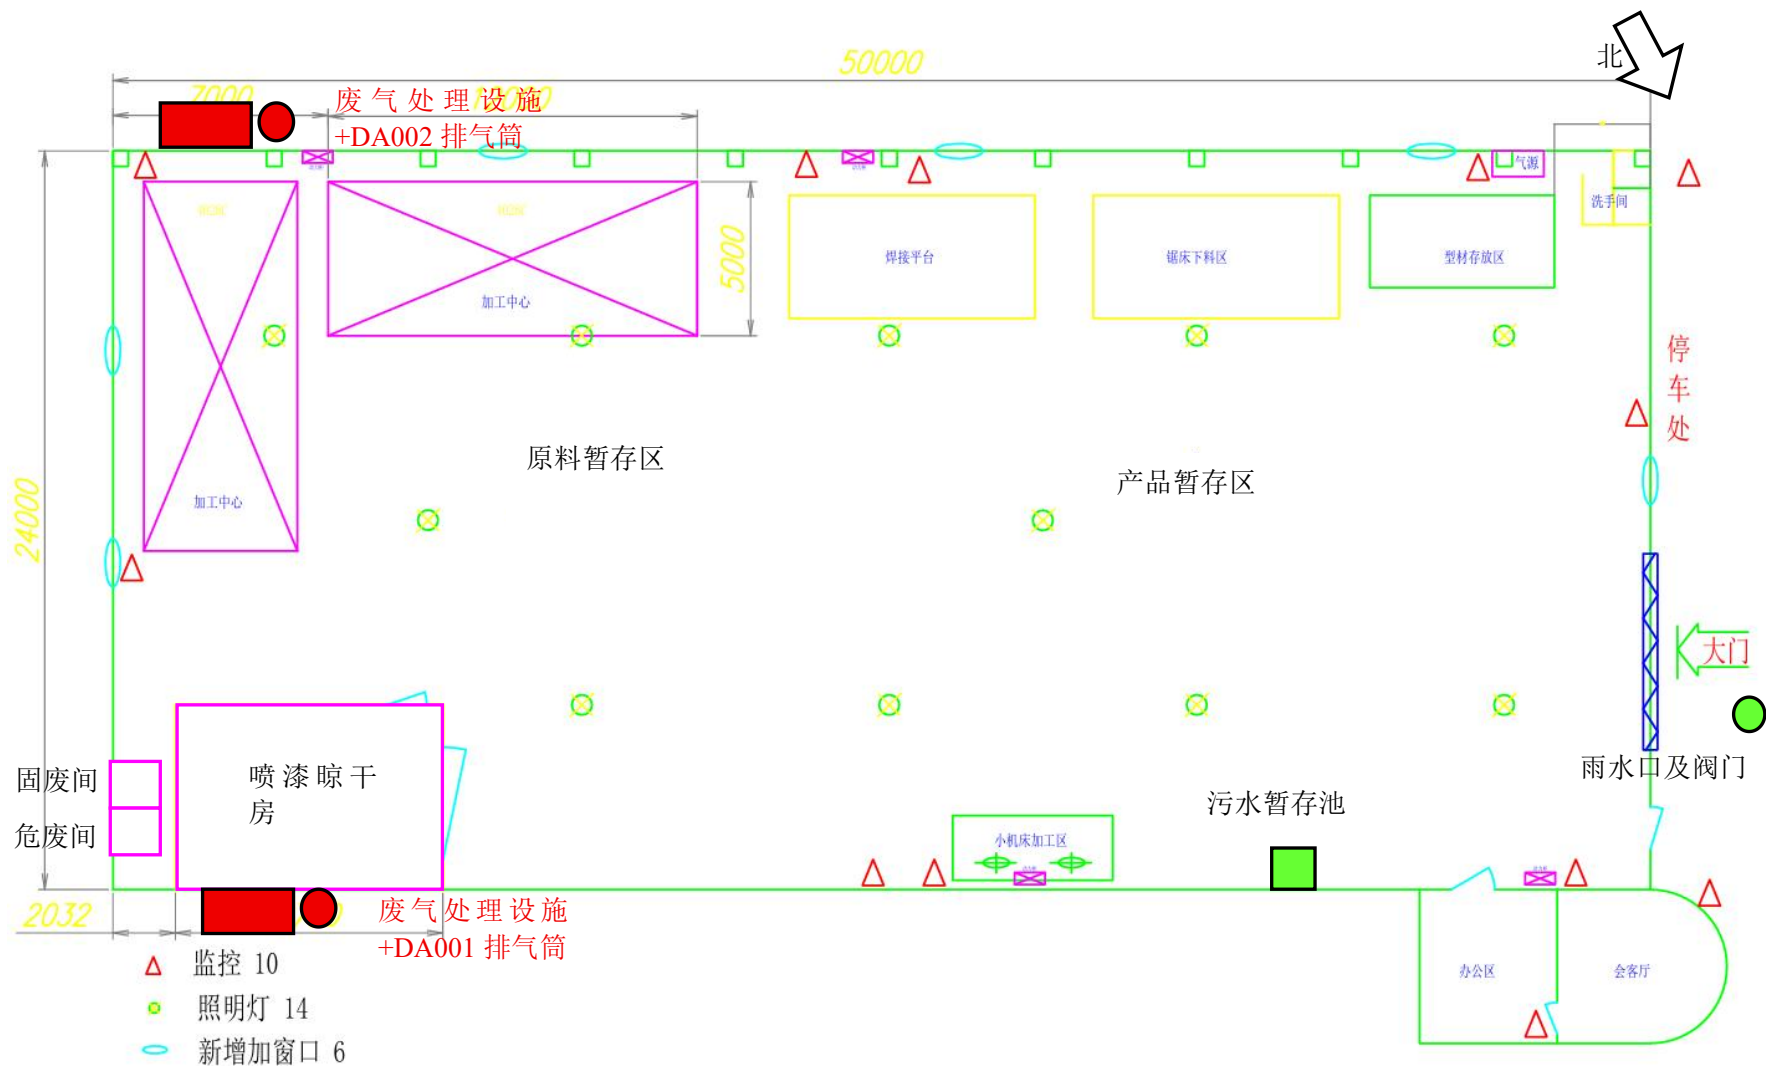 50000
北
7000
废气处理设施
+DA002 排气筒
气源
洗手间
加工中心
5000
焊接平台
锯床下料区
型材存放区
停车处
原料暂存区
产品暂存区
加工中心
24000
大门
雨水口及阀门
固废间
危废间
喷漆晾干
房
污水暂存池
小机床加工区
2032
废气处理设施
+DA001 排气筒
办公区
会客厅
监控 10
照明灯 14
新增加窗口 6